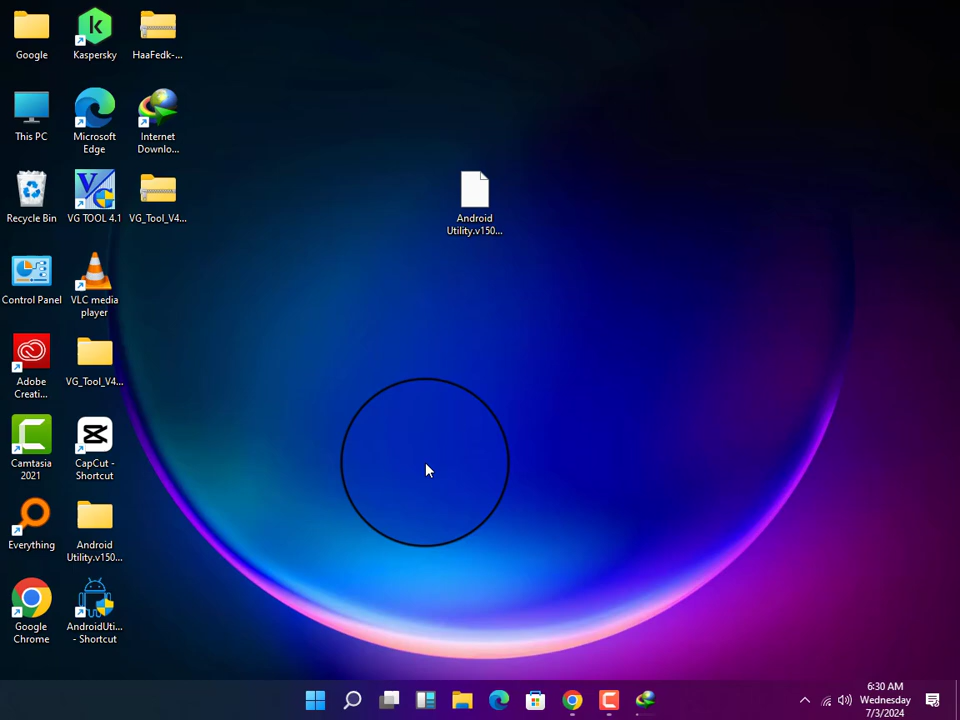 Google
Kaspersky
HaaFedk-...
This PC
Microsoft
Edge
Internet
Downlo...
Recycle Bin
VG TOOL 4.1
VG_Tool_V4...
Android
Utility.v150...
Control Panel
VLC media
player
Adobe
Creati...
VG_Tool_V4...
Camtasia
2021
CapCut -
Shortcut
Everything
Android
Utility.v150...
Google
Chrome
AndroidUti...
- Shortcut
6:30 AM
Wednesday
7/3/2024